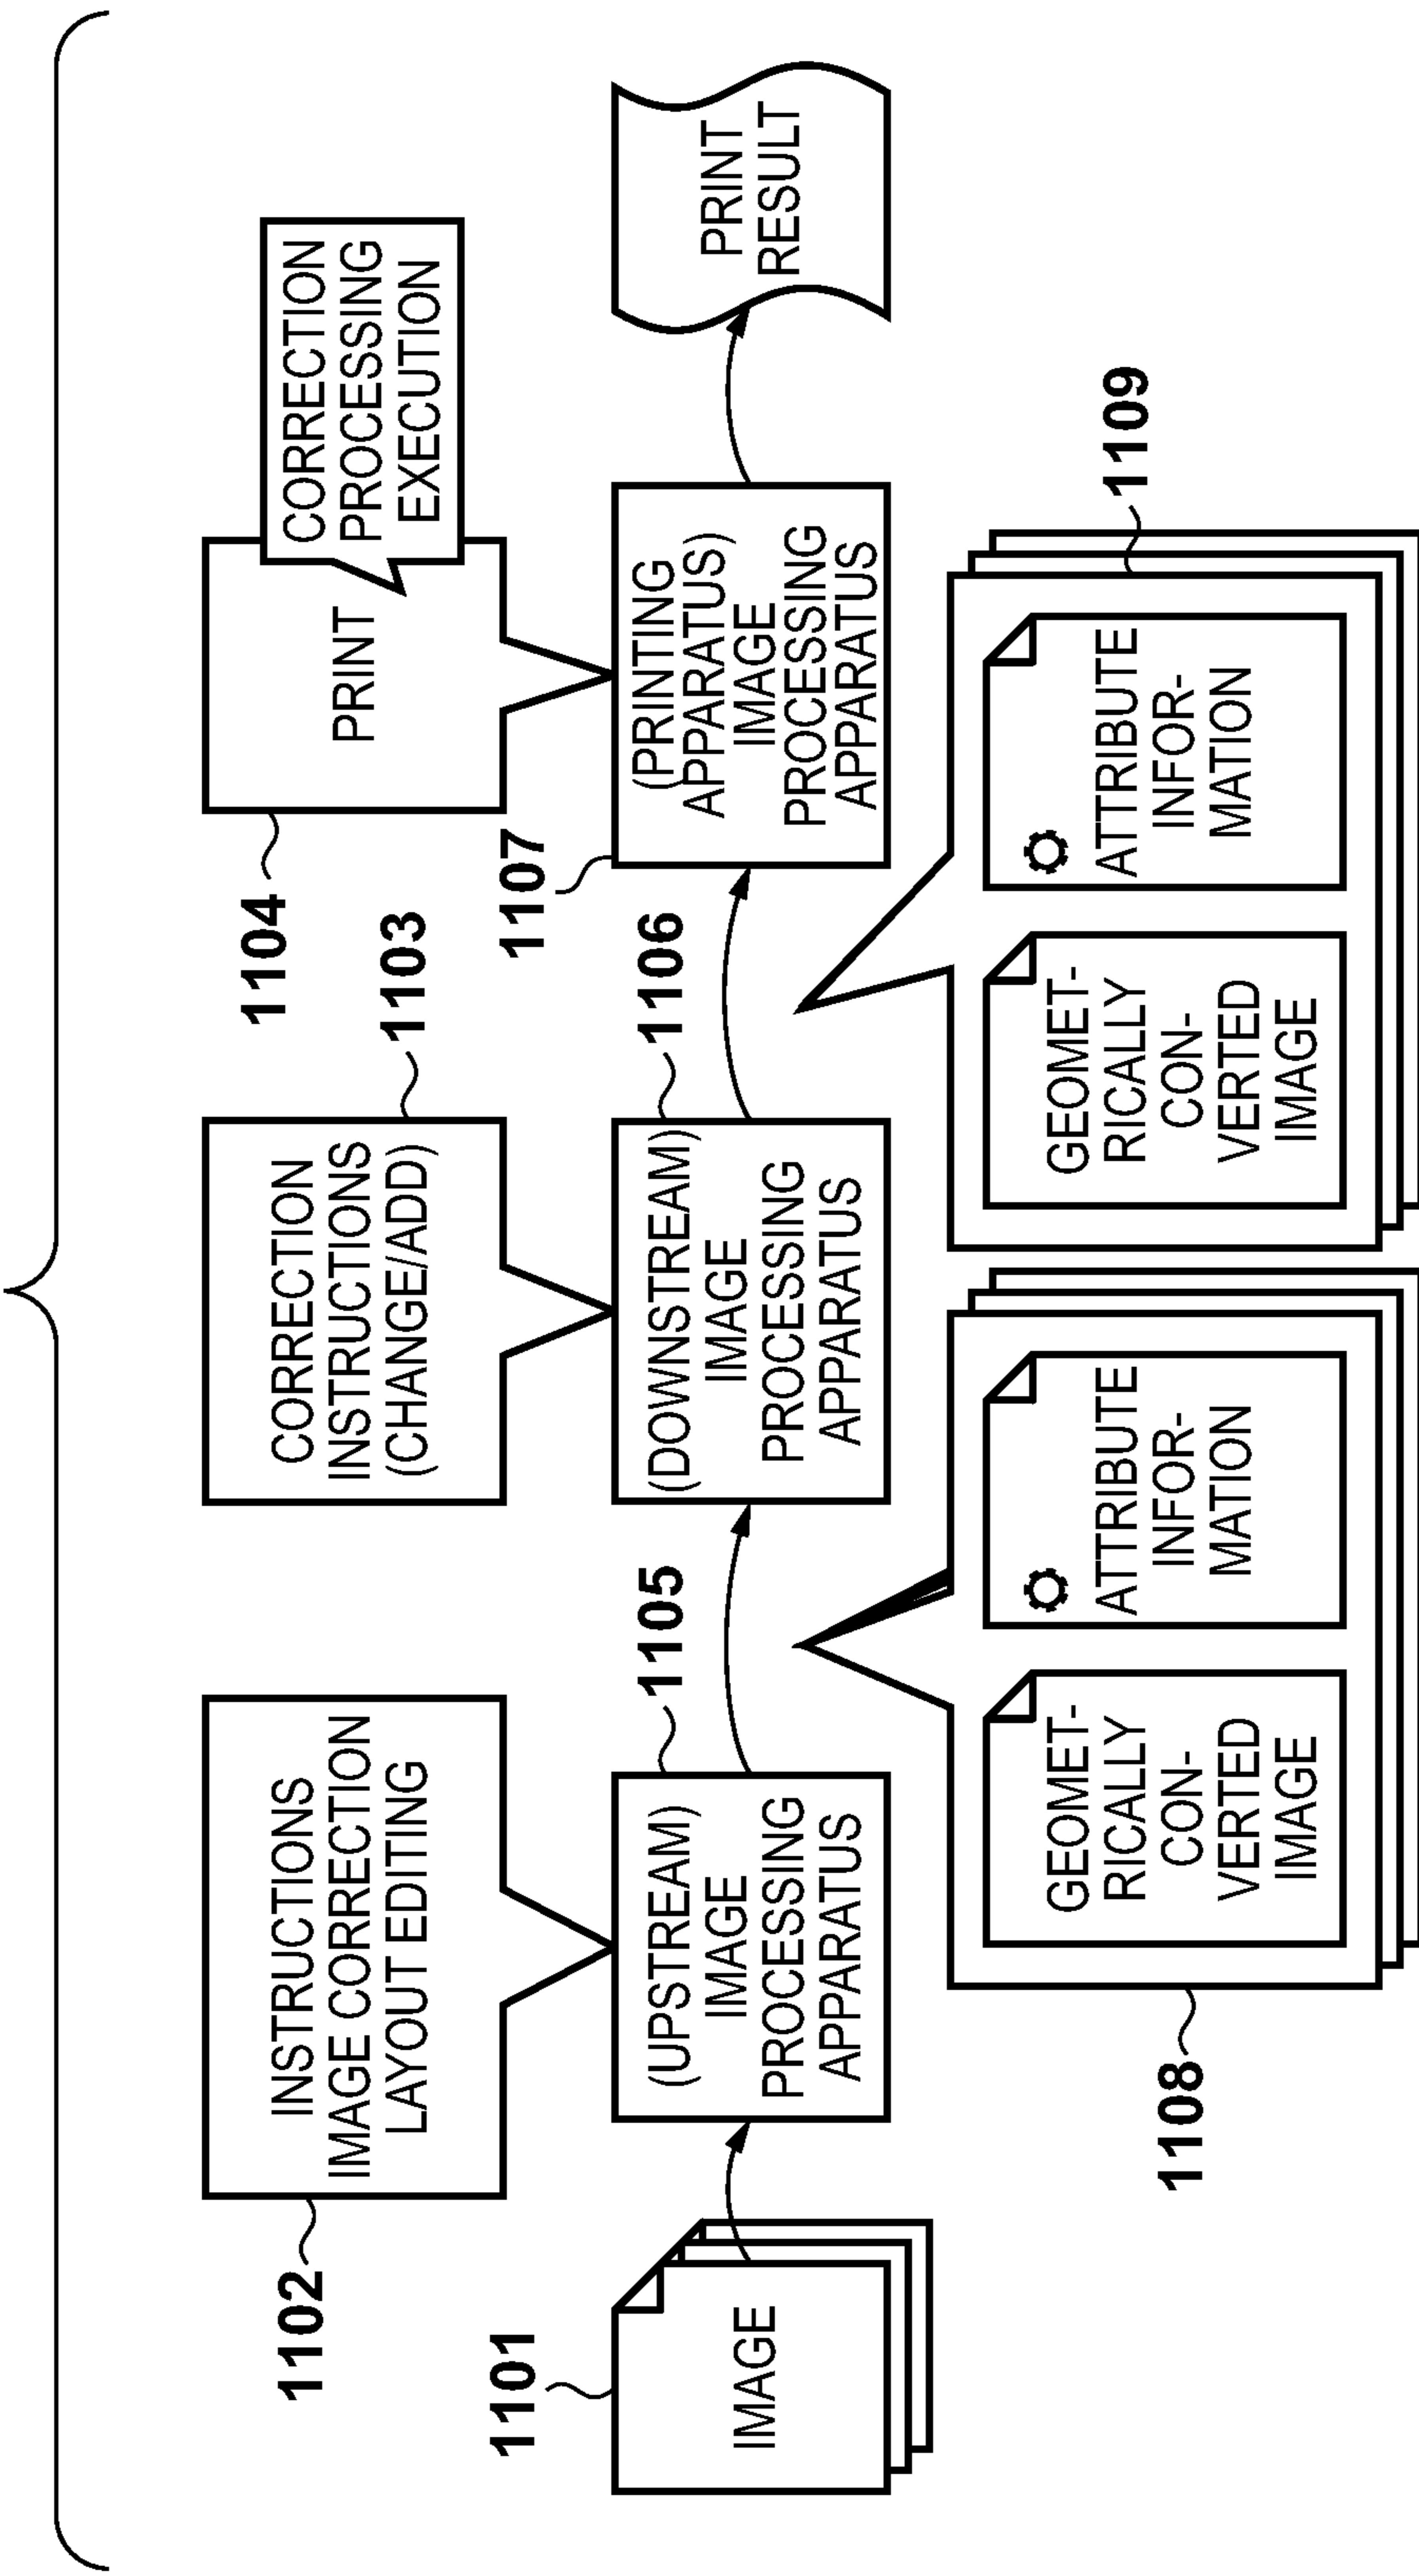 1102
INSTRUCTIONS
IMAGE CORRECTION
LAYOUT EDITING
1103
CORRECTION
INSTRUCTIONS
(CHANGE/ADD)
1104
PRINT
CORRECTION
PROCESSING
EXECUTION
1101
IMAGE
1105
(UPSTREAM)
IMAGE
PROCESSING
APPARATUS
1106
(DOWNSTREAM)
IMAGE
PROCESSING
APPARATUS
1107
(PRINTING
APPARATUS)
IMAGE
PROCESSING
APPARATUS
PRINT
RESULT
1108
GEOMET-
RICALLY
CON-
VERTED
IMAGE
ATTRIBUTE
INFOR-
MATION
1109
GEOMET-
RICALLY
CON-
VERTED
IMAGE
ATTRIBUTE
INFOR-
MATION